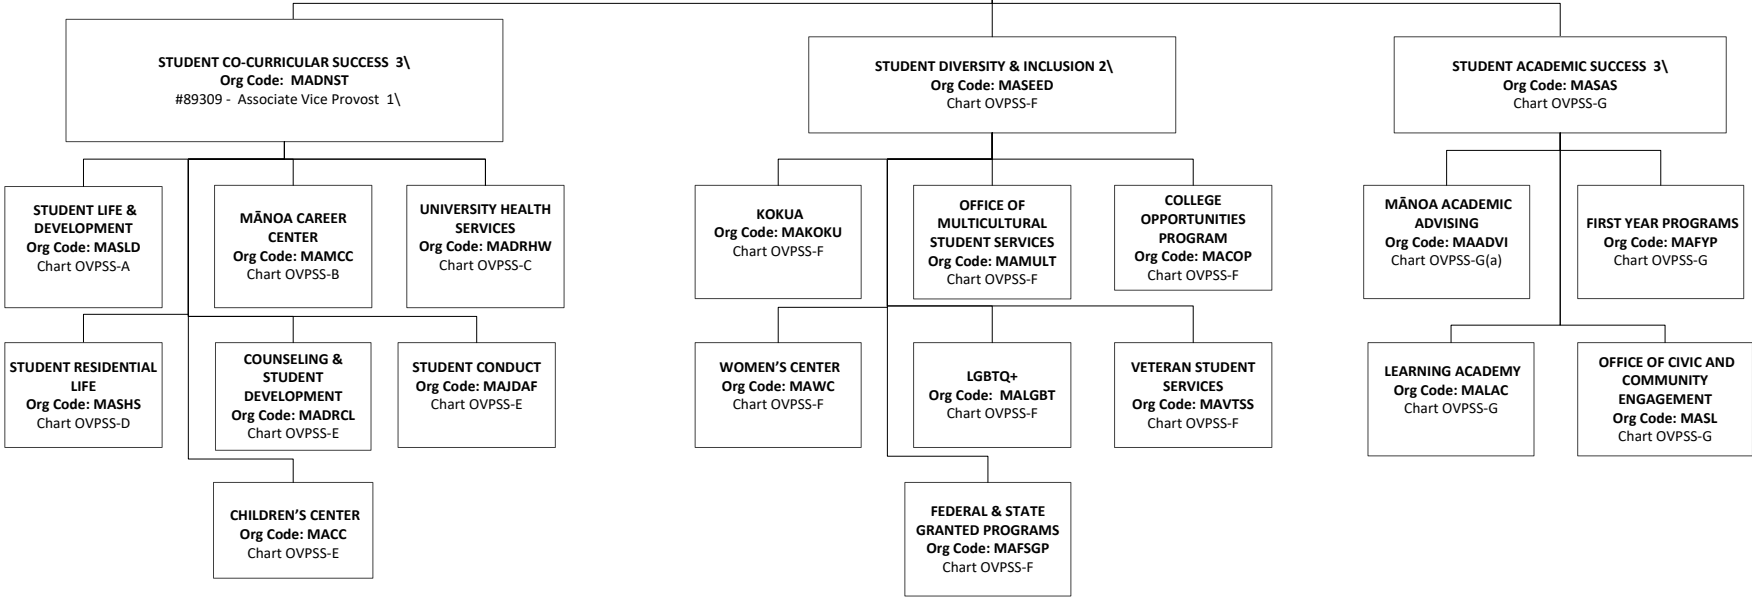 STUDENT CO-CURRICULAR SUCCESS 3\
Org Code: MADNST
#89309 - Associate Vice Provost 1\
STUDENT DIVERSITY & INCLUSION 2\
Org Code: MASEED
Chart OVPSS-F
STUDENT ACADEMIC SUCCESS 3\
Org Code: MASAS
Chart OVPSS-G
STUDENT LIFE &
DEVELOPMENT
Org Code: MASLD
Chart OVPSS-A
MĀNOA CAREER
CENTER
Org Code: MAMCC
Chart OVPSS-B
UNIVERSITY HEALTH
SERVICES
Org Code: MADRHW
Chart OVPSS-C
KOKUA
Org Code: MAKOKU
Chart OVPSS-F
OFFICE OF
MULTICULTURAL
STUDENT SERVICES
Org Code: MAMULT
Chart OVPSS-F
COLLEGE
OPPORTUNITIES
PROGRAM
Org Code: MACOP
Chart OVPSS-F
MĀNOA ACADEMIC
ADVISING
Org Code: MAADVI
Chart OVPSS-G(a)
FIRST YEAR PROGRAMS
Org Code: MAFYP
Chart OVPSS-G
STUDENT RESIDENTIAL
LIFE
Org Code: MASHS
Chart OVPSS-D
COUNSELING &
STUDENT
DEVELOPMENT
Org Code: MADRCL
Chart OVPSS-E
STUDENT CONDUCT
Org Code: MAJDAF
Chart OVPSS-E
WOMEN'S CENTER
Org Code: MAWC
Chart OVPSS-F
LGBTQ+
Org Code: MALGBT
Chart OVPSS-F
VETERAN STUDENT
SERVICES
Org Code: MAVTSS
Chart OVPSS-F
LEARNING ACADEMY
Org Code: MALAC
Chart OVPSS-G
OFFICE OF CIVIC AND
COMMUNITY
ENGAGEMENT
Org Code: MASL
Chart OVPSS-G
CHILDREN'S CENTER
Org Code: MACC
Chart OVPSS-E
FEDERAL & STATE
GRANTED PROGRAMS
Org Code: MAFSGP
Chart OVPSS-F